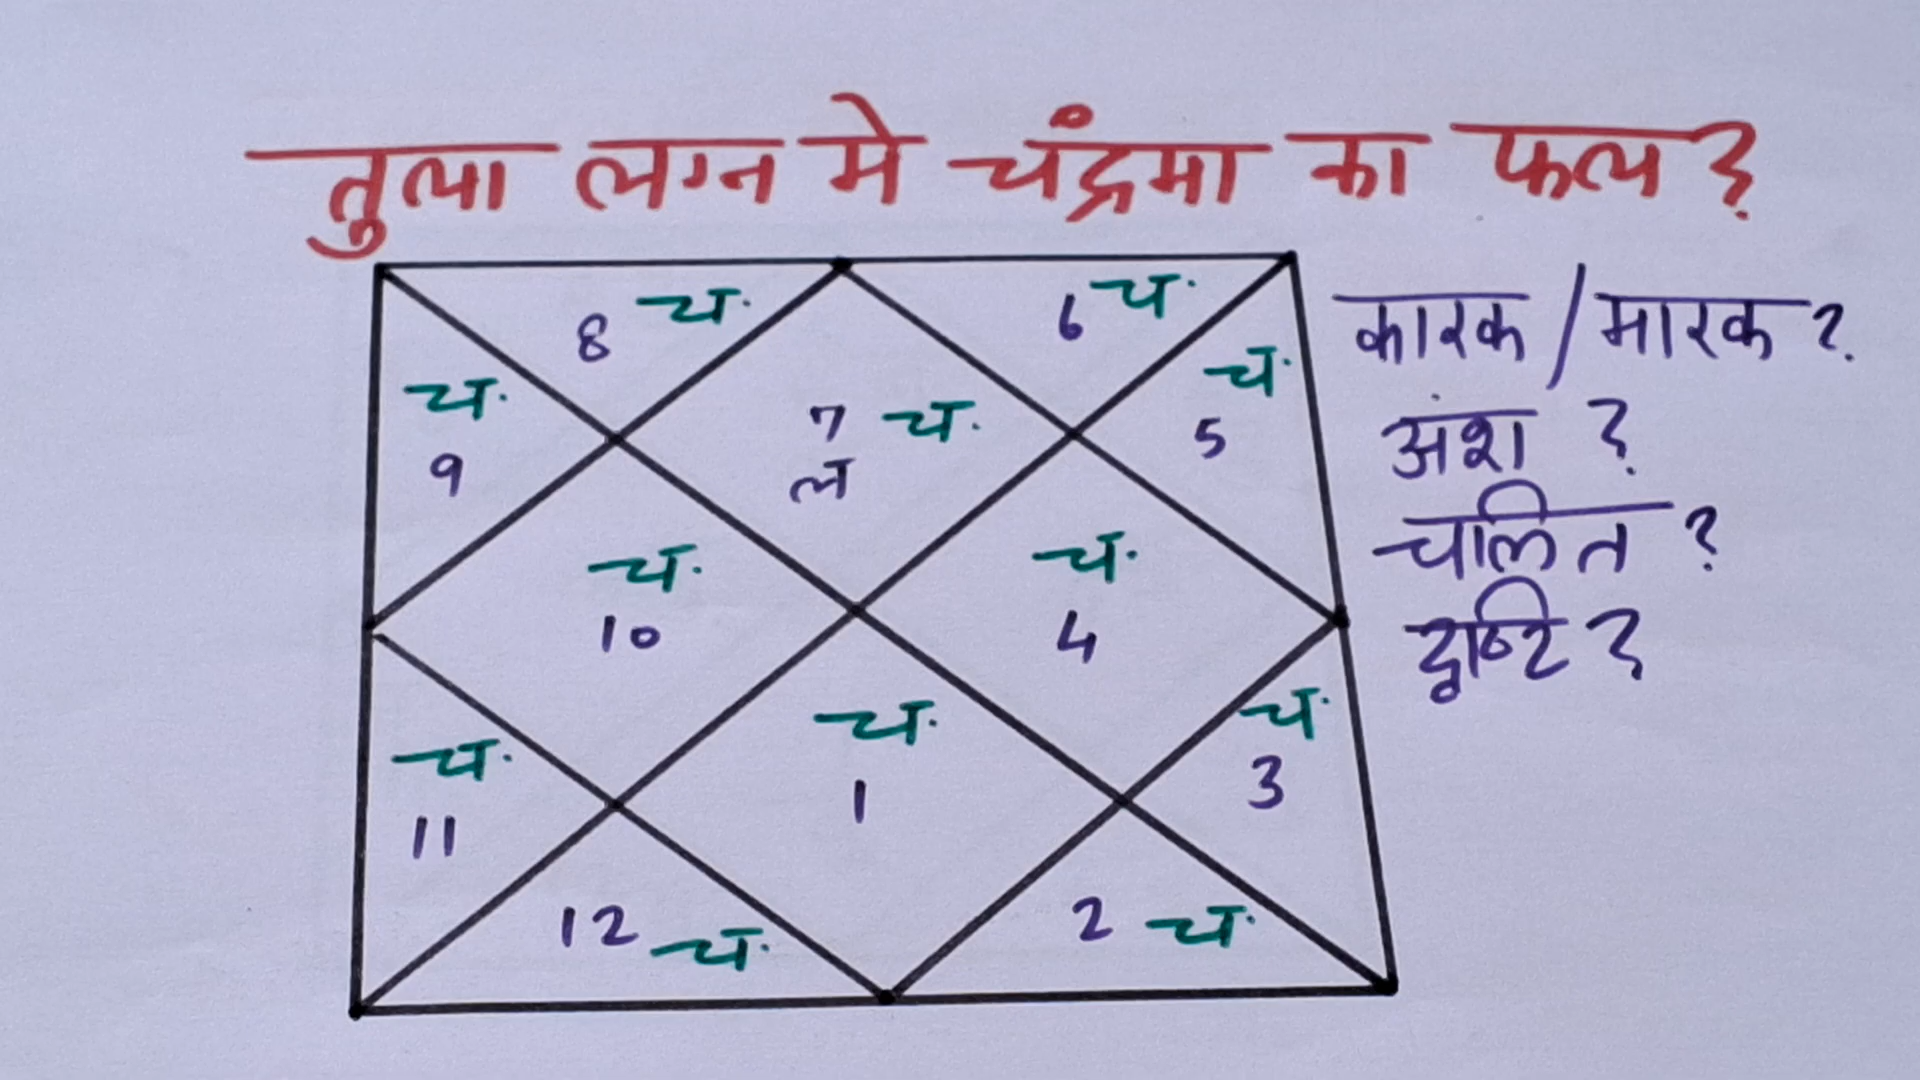 तुला लग्न मे चंद्रमा का फल ?
8 च.
6 च.
कारक / मारक ?
च.
9
7 च.
ल
च.
5
अंश ?
चलित ?
च.
10
च.
4
दृष्टि ?
च.
11
च.
1
च.
3
12 च.
2 च.